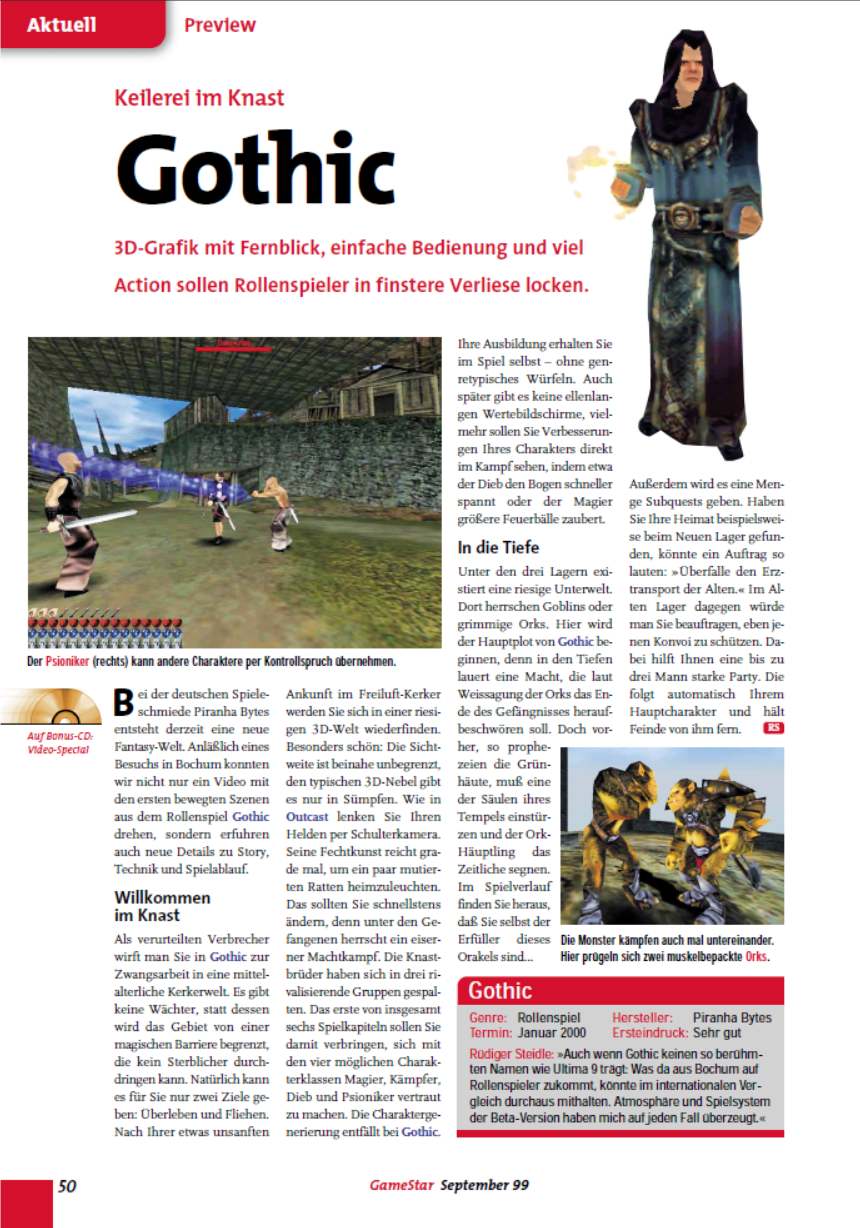 Aktuell
Preview
Keilerei im Knast
Gothic
3D-Grafik mit Fernblick, einfache Bedienung und viel
Action sollen Rollenspieler in finstere Verliese locken.
Der Psioniker (rechts) kann andere Charaktere per Kontrollspruch übernehmen.
Auf Bonus-CD:
Video-Special
Bei der deutschen Spiele-
schmiede Piranha Bytes
entsteht derzeit eine neue
Fantasy-Welt. Anläßlich eines
Besuchs in Bochum konnten
wir nicht nur ein Video mit
den ersten bewegten Szenen
aus dem Rollenspiel Gothic
drehen, sondern erfuhren
auch neue Details zu Story,
Technik und Spielablauf.
Willkommen
im Knast
Als verurteilten Verbrecher
wirft man Sie in Gothic zur
Zwangsarbeit in eine mittel-
alterliche Kerkerwelt. Es gibt
keine Wächter, statt dessen
wird das Gebiet von einer
magischen Barriere begrenzt,
die kein Sterblicher durch-
dringen kann. Natürlich kann
es für Sie nur zwei Ziele ge-
ben: Überleben und Fliehen.
Nach Ihrer etwas unsanften
Ankunft im Freiluft-Kerker
werden Sie sich in einer riesi-
gen 3D-Welt wiederfinden.
Besonders schön: Die Sicht-
weite ist beinahe unbegrenzt,
den typischen 3D-Nebel gibt
es nur in Sümpfen. Wie in
Outcast lenken Sie Ihren
Helden per Schulterkamera.
Seine Fechtkunst reicht gra-
de mal, um ein paar mutier-
ten Ratten heimzuleuchten.
Das sollten Sie schnellstens
ändern, denn unter den Ge-
fangenen herrscht ein eiser-
ner Machtkampf. Die Knast-
brüder haben sich in drei ri-
valisierende Gruppen gespal-
ten. Das erste von insgesamt
sechs Spielkapiteln sollen Sie
damit verbringen, sich mit
den vier möglichen Charak-
terklassen Magier, Kämpfer,
Dieb und Psioniker vertraut
zu machen. Die Charakterge-
nerierung entfällt bei Gothic.
Ihre Ausbildung erhalten Sie
im Spiel selbst – ohne gen-
retypisches Würfeln. Auch
später gibt es keine ellenlan-
gen Wertebildschirme, viel-
mehr sollen Sie Verbesserun-
gen Ihres Charakters direkt
im Kampf sehen, indem etwa
der Dieb den Bogen schneller
spannt oder der Magier
größere Feuerbälle zaubert.
In die Tiefe
Unter den drei Lagern exi-
stiert eine riesige Unterwelt.
Dort herrschen Goblins oder
grimmige Orks. Hier wird
der Hauptplot von Gothic be-
ginnen, denn in den Tiefen
lauert eine Macht, die laut
Weissagung der Orks das En-
de des Gefängnisses herauf-
beschwören soll. Doch vor-
her, so prophe-
zeien die Grün-
häute, muß eine
der Säulen ihres
Tempels einstür-
zen und der Ork-
Häuptling das
Zeitliche segnen.
Im Spielverlauf
finden Sie heraus,
daß Sie selbst der
Erfüller dieses
Orakels sind...
Außerdem wird es eine Men-
ge Subquests geben. Haben
Sie Ihre Heimat beispielswei-
se beim Neuen Lager gefun-
den, könnte ein Auftrag so
lauten: »Überfalle den Erz-
transport der Alten.« Im Al-
ten Lager dagegen würde
man Sie beauftragen, eben je-
nen Konvoi zu schützen. Da-
bei hilft Ihnen eine bis zu
drei Mann starke Party. Die
folgt automatisch Ihrem
Hauptcharakter und hält
Feinde von ihm fern. RS
Die Monster kämpfen auch mal untereinander.
Hier prügeln sich zwei muskelbepackte Orks.
Gothic
Genre: Rollenspiel Hersteller: Piranha Bytes
Termin: Januar 2000 Ersteindruck: Sehr gut
Rüdiger Steidle: »Auch wenn Gothic keinen so berühm-
ten Namen wie Ultima 9 trägt: Was da aus Bochum auf
Rollenspieler zukommt, könnte im internationalen Ver-
gleich durchaus mithalten. Atmosphäre und Spielsystem
der Beta-Version haben mich auf jeden Fall überzeugt.«
50
GameStar September 99